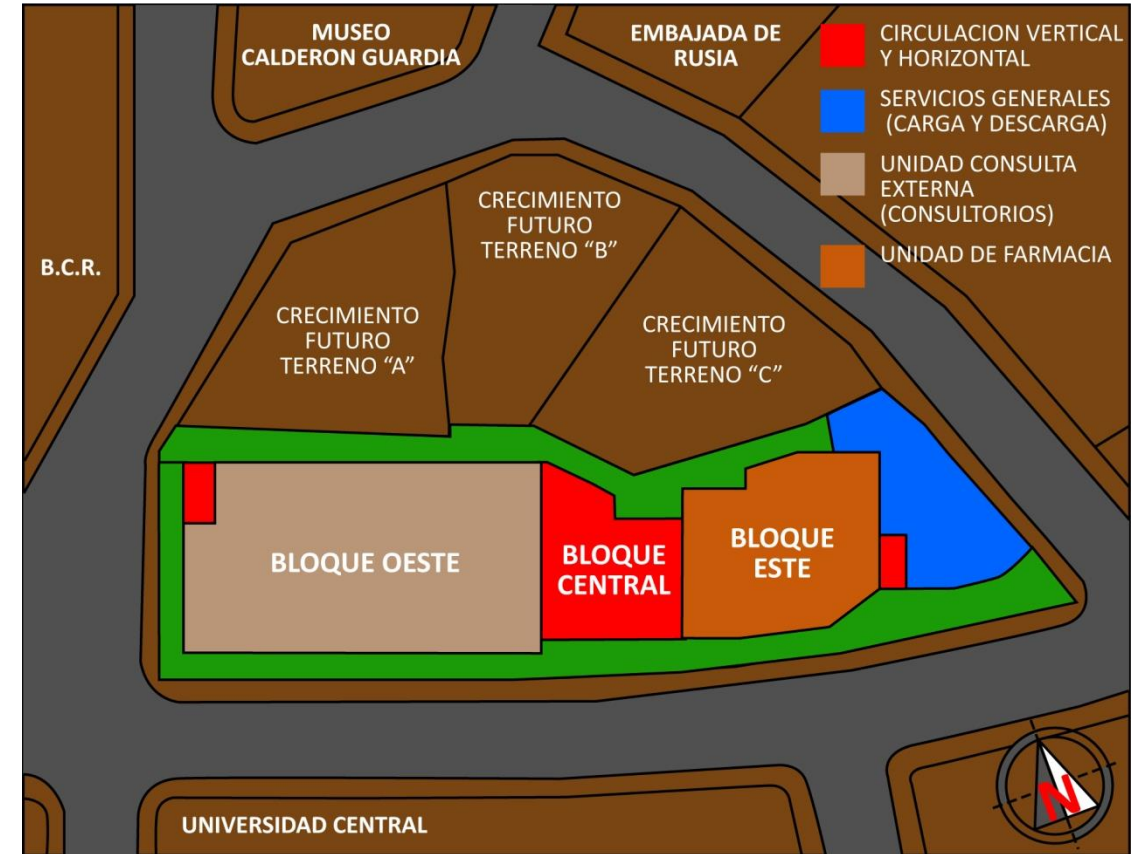 MUSEO
CALDERON GUARDIA
EMBAJADA DE
RUSIA
CIRCULACION VERTICAL
Y HORIZONTAL
SERVICIOS GENERALES
(CARGA Y DESCARGA)
UNIDAD CONSULTA
EXTERNA
(CONSULTORIOS)
UNIDAD DE FARMACIA
B.C.R.
CRECIMIENTO
FUTURO
TERRENO “B”
CRECIMIENTO
FUTURO
TERRENO “A”
CRECIMIENTO
FUTURO
TERRENO “C”
BLOQUE OESTE
BLOQUE
CENTRAL
BLOQUE
ESTE
N
UNIVERSIDAD CENTRAL